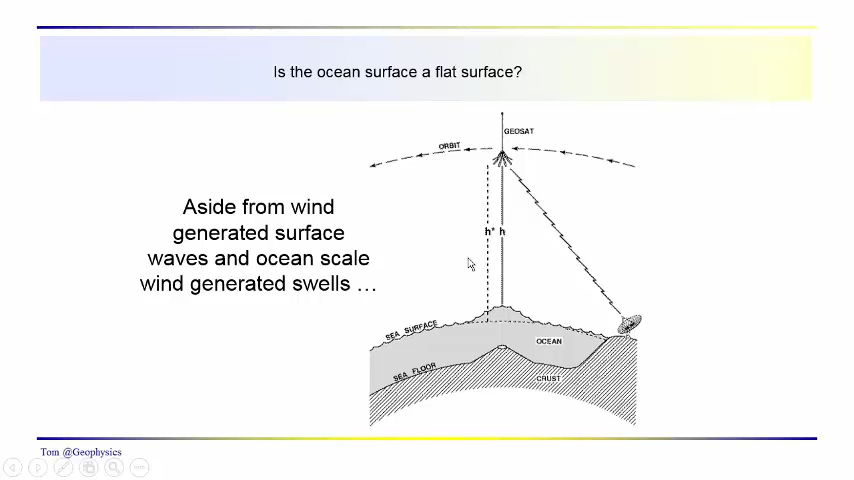 Is the ocean surface a flat surface?
GEOSAT
ORBIT
Aside from wind
generated surface
waves and ocean scale
wind generated swells …
h* h
SEA SURFACE
OCEAN
SEA FLOOR
CRUST
Tom @Geophysics